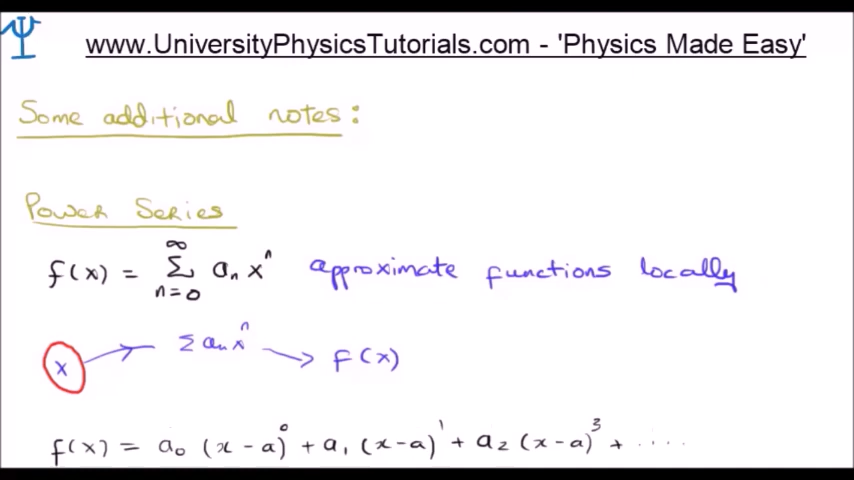 www.UniversityPhysicsTutorials.com - 'Physics Made Easy'
Some additional notes:
Power Series
f(x) = ∑_{n=0}^{∞} aₙ xⁿ approximate functions locally
x → ∑ aₙ xⁿ → f(x)
f(x) = a₀ (x-a)⁰ + a₁ (x-a)¹ + a₂ (x-a)³ + ....